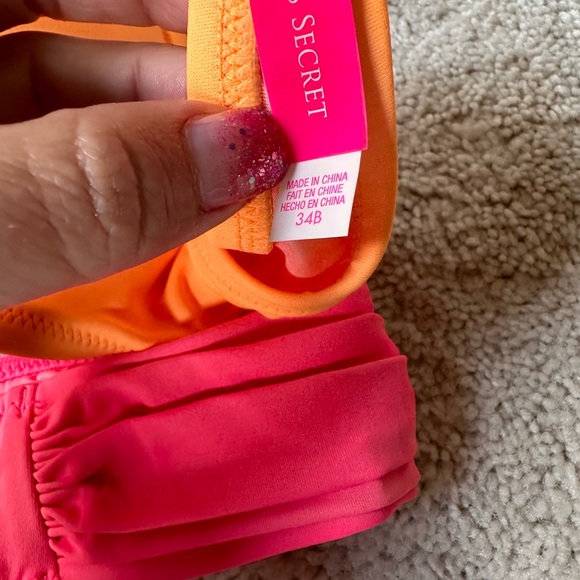 SECRET
MADE IN CHINA
FAIT EN CHINE
HECHO EN CHINA
34B